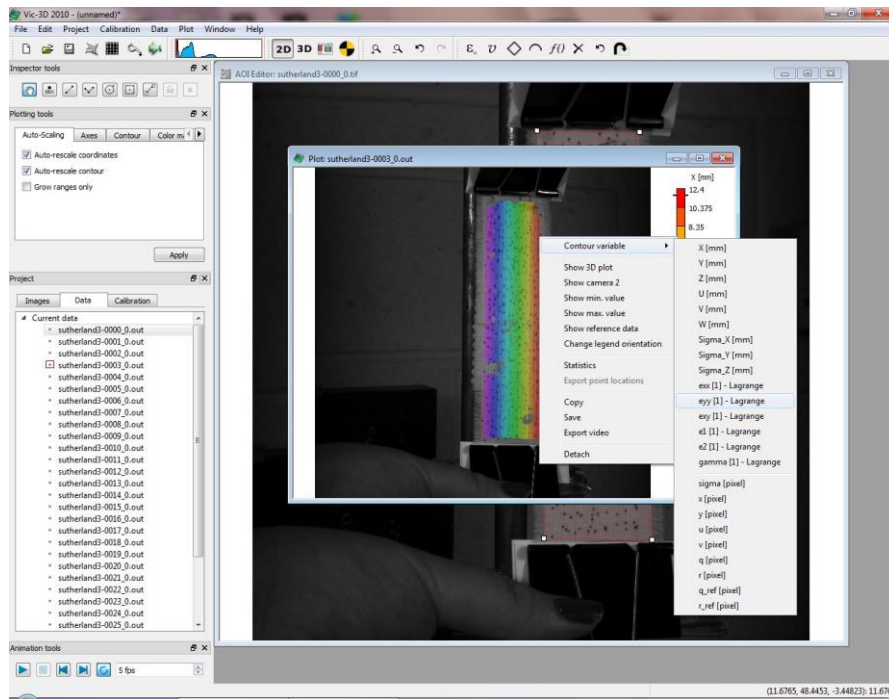 Vic-3D 2010 - (unnamed)*
File Edit Project Calibration Data Plot Window Help
2D 3D
f()
Inspector tools
Plotting tools
Auto-Scaling Axes Contour Color m
Auto-rescale coordinates
Auto-rescale contour
Grow ranges only
Apply
Project
Images Data Calibration
Current data
sutherland3-0000_0.out
sutherland3-0001_0.out
sutherland3-0002_0.out
sutherland3-0003_0.out
sutherland3-0004_0.out
sutherland3-0005_0.out
sutherland3-0006_0.out
sutherland3-0007_0.out
sutherland3-0008_0.out
sutherland3-0009_0.out
sutherland3-0010_0.out
sutherland3-0011_0.out
sutherland3-0012_0.out
sutherland3-0013_0.out
sutherland3-0014_0.out
sutherland3-0015_0.out
sutherland3-0016_0.out
sutherland3-0017_0.out
sutherland3-0018_0.out
sutherland3-0019_0.out
sutherland3-0020_0.out
sutherland3-0021_0.out
sutherland3-0022_0.out
sutherland3-0023_0.out
sutherland3-0024_0.out
sutherland3-0025_0.out
Animation tools
5 fps
AOI Editor: sutherland3-0000_0.tif
Plot: sutherland3-0003_0.out
X [mm]
12.4
10.375
8.35
Contour variable
Show 3D plot
Show camera 2
Show min. value
Show max. value
Show reference data
Change legend orientation
Statistics
Export point locations
Copy
Save
Export video
Detach
X [mm]
Y [mm]
Z [mm]
U [mm]
V [mm]
W [mm]
Sigma_X [mm]
Sigma_Y [mm]
Sigma_Z [mm]
exx [1] - Lagrange
eyy [1] - Lagrange
exy [1] - Lagrange
e1 [1] - Lagrange
e2 [1] - Lagrange
gamma [1] - Lagrange
sigma [pixel]
x [pixel]
y [pixel]
u [pixel]
v [pixel]
q [pixel]
r [pixel]
q_ref [pixel]
r_ref [pixel]
(11.6765, 48.4453, -3.44823): 11.676